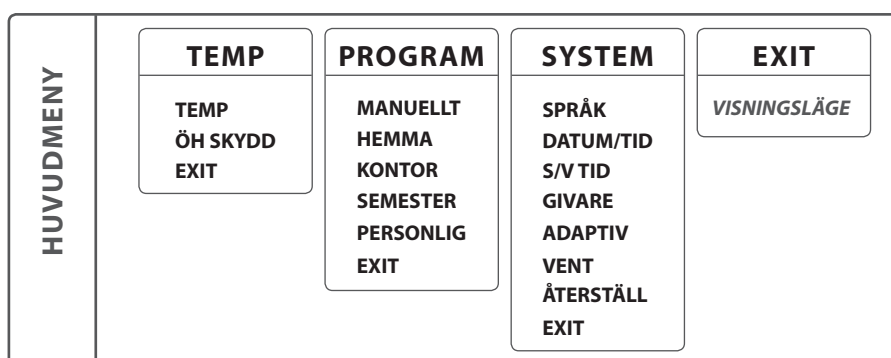 HUVUDMENY
TEMP
TEMP
ÖH SKYDD
EXIT
PROGRAM
MANUELLT
HEMMA
KONTOR
SEMESTER
PERSONLIG
EXIT
SYSTEM
SPRÅK
DATUM/TID
S/V TID
GIVARE
ADAPTIV
VENT
ÅTERSTÄLL
EXIT
EXIT
VISNINGSLÄGE